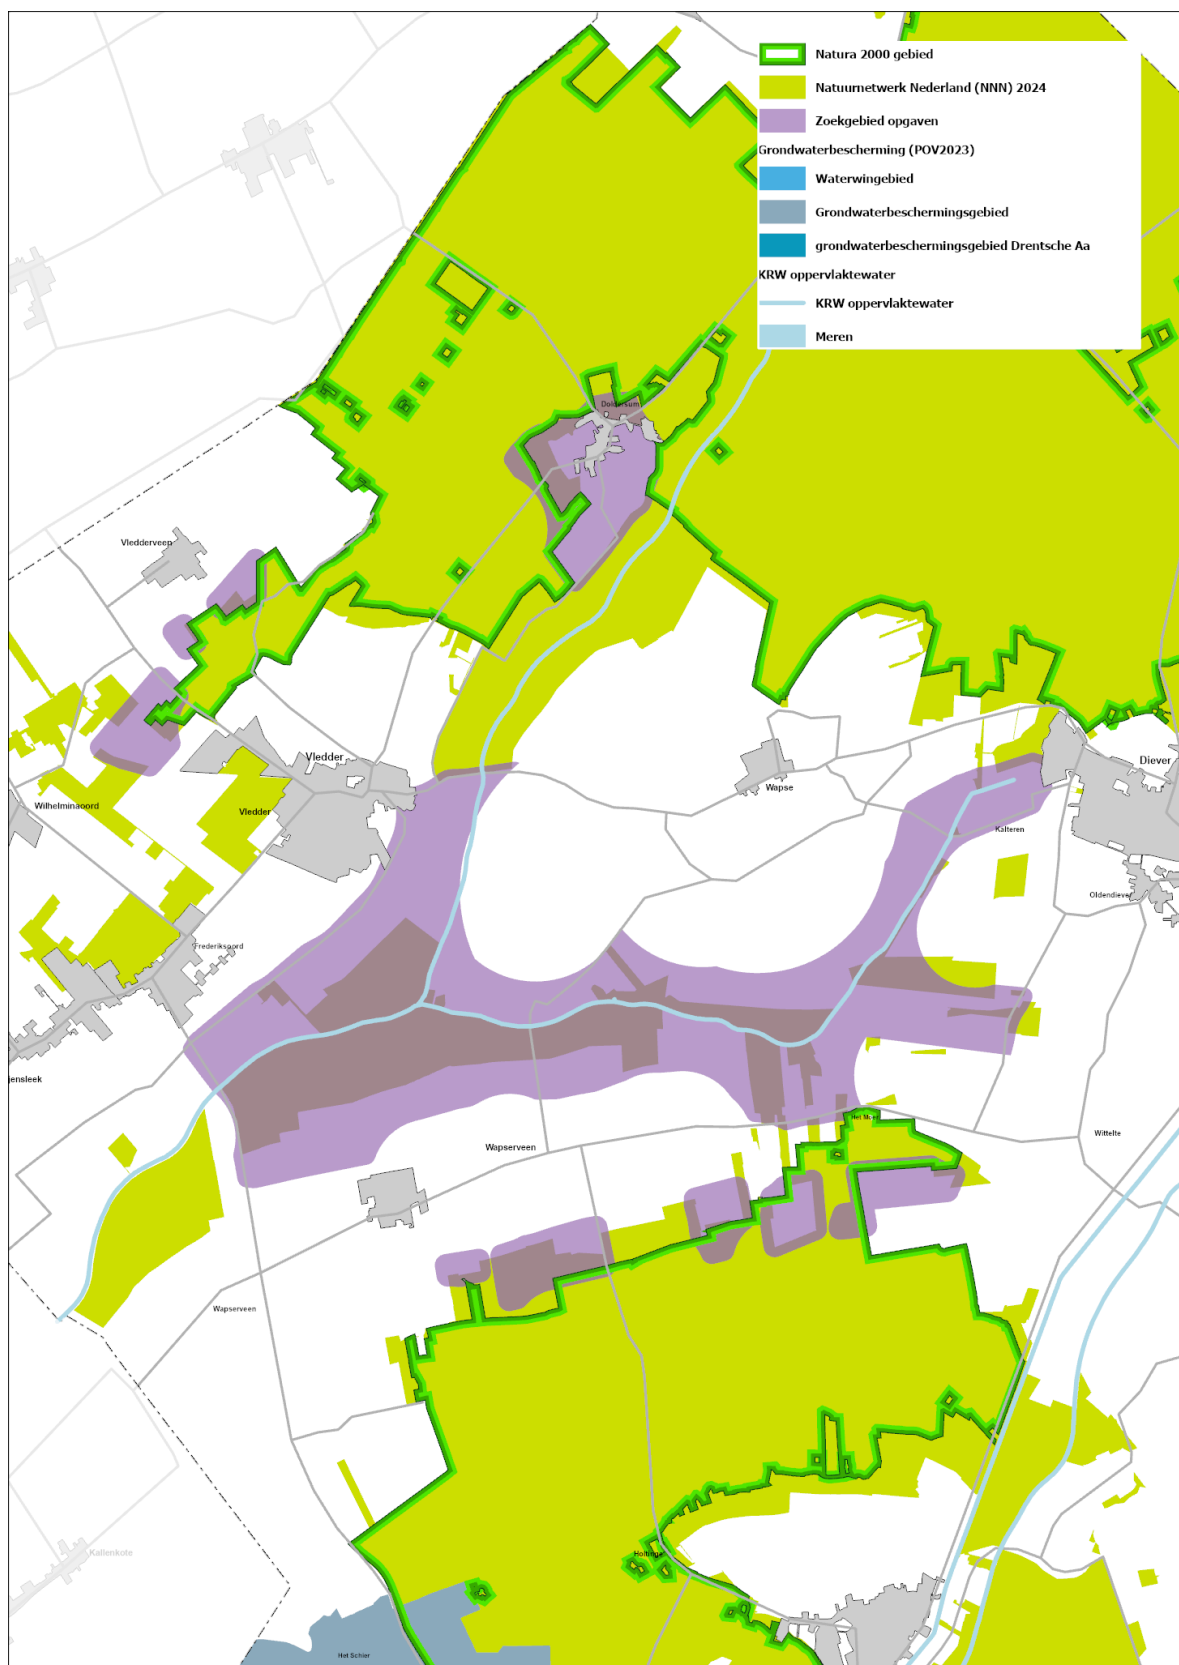 Natura 2000 gebied
Natuurnetwerk Nederland (NNN) 2024
Zoekgebied opgaven
Grondwaterbescherming (POV2023)
Waterwingebied
Grondwaterbeschermingsgebied
grondwaterbeschermingsgebied Drentsche Aa
KRW oppervlaktewater
KRW oppervlaktewater
Meren
Doldersum
Vledderveen
Vledder
Diever
Wapse
Wilhelminaoord
Vledder
Kalteren
Oldendiever
Frederiksoord
jensleek
Het Moer
Wittelte
Wapserveen
Wapserveen
Kallenkote
Holtinge
Het Schier